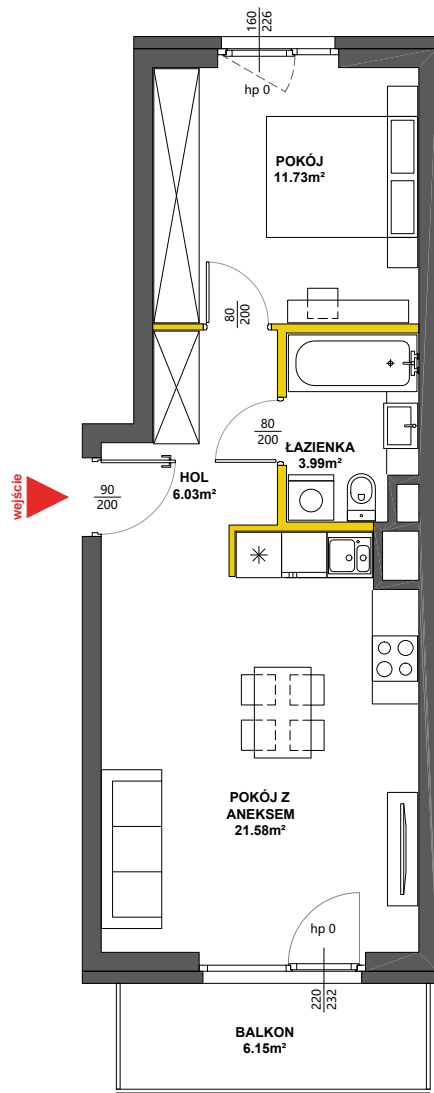 160
226
hp 0
POKÓJ
11.73m²
80
200
80
200
ŁAZIENKA
3.99m²
HOL
6.03m²
wejście
90
200
POKÓJ Z
ANEKSEM
21.58m²
hp 0
220
232
BALKON
6.15m²